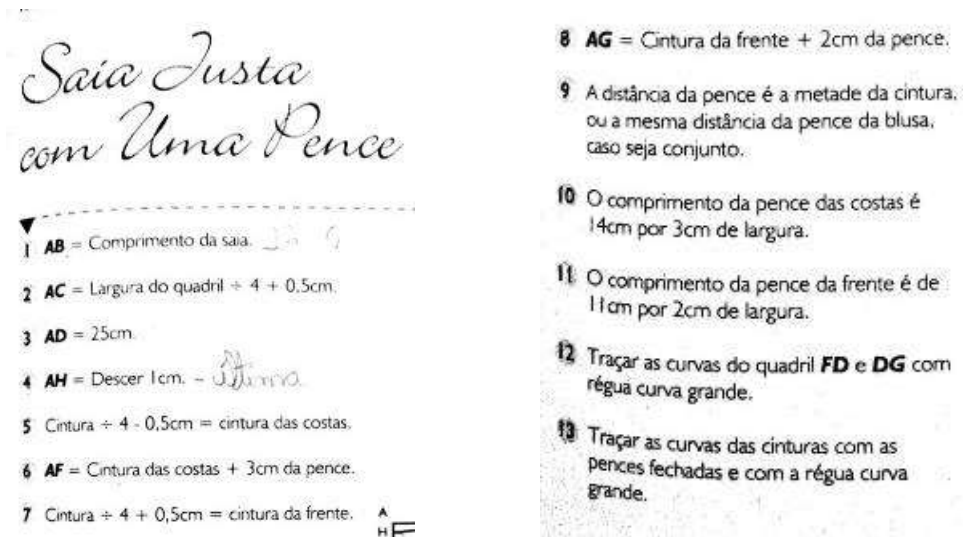 Saia Justa
com Uma Pence
1 AB = Comprimento da saia.
2 AC = Largura do quadril ÷ 4 + 0,5cm.
3 AD = 25cm.
4 AH = Descer 1cm. - última
5 Cintura ÷ 4 - 0,5cm = cintura das costas.
6 AF = Cintura das costas + 3cm da pence.
7 Cintura ÷ 4 + 0,5cm = cintura da frente.
A
H
8 AG = Cintura da frente + 2cm da pence.
9 A distância da pence é a metade da cintura,
ou a mesma distância da pence da blusa,
caso seja conjunto.
10 O comprimento da pence das costas é
14cm por 3cm de largura.
11 O comprimento da pence da frente é de
11cm por 2cm de largura.
12 Traçar as curvas do quadril FD e DG com
régua curva grande.
13 Traçar as curvas das cinturas com as
pences fechadas e com a régua curva
grande.